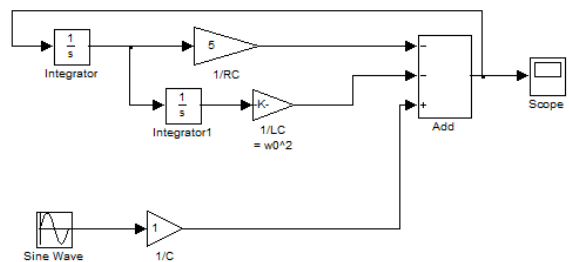 1
s
Integrator
5
1/RC
1
s
Integrator1
-K-
1/LC
= w0^2
−
−
+
Add
Scope
Sine Wave
1
1/C